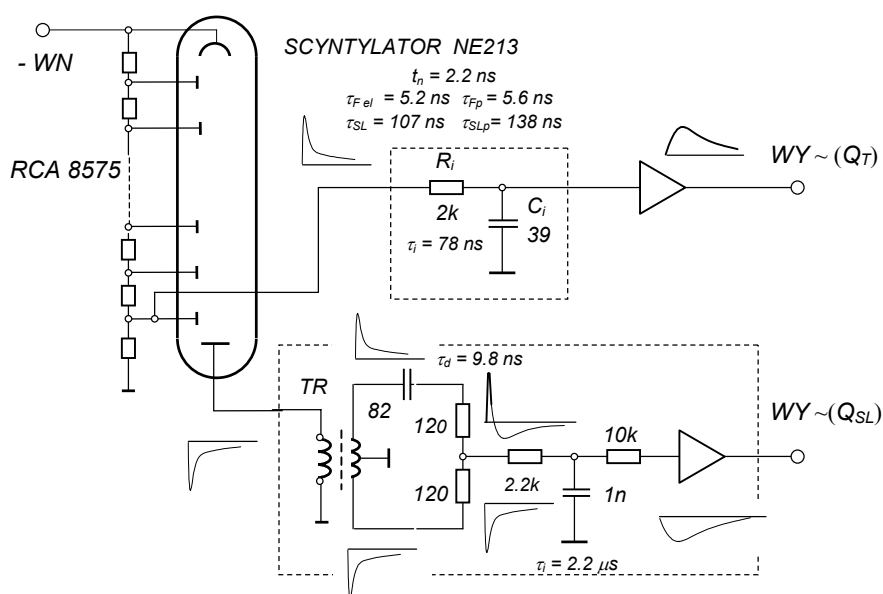 SCYNTYLATOR NE213
- WN
t_n = 2.2 ns
τ_F el = 5.2 ns τ_Fp = 5.6 ns
τ_SL = 107 ns τ_SLp = 138 ns
RCA 8575
R_i
2k
C_i
39
τ_i = 78 ns
WY ~ (Q_T)
TR
82
τ_d = 9.8 ns
120
120
2.2k
10k
1n
WY ~(Q_SL)
τ_i = 2.2 μs